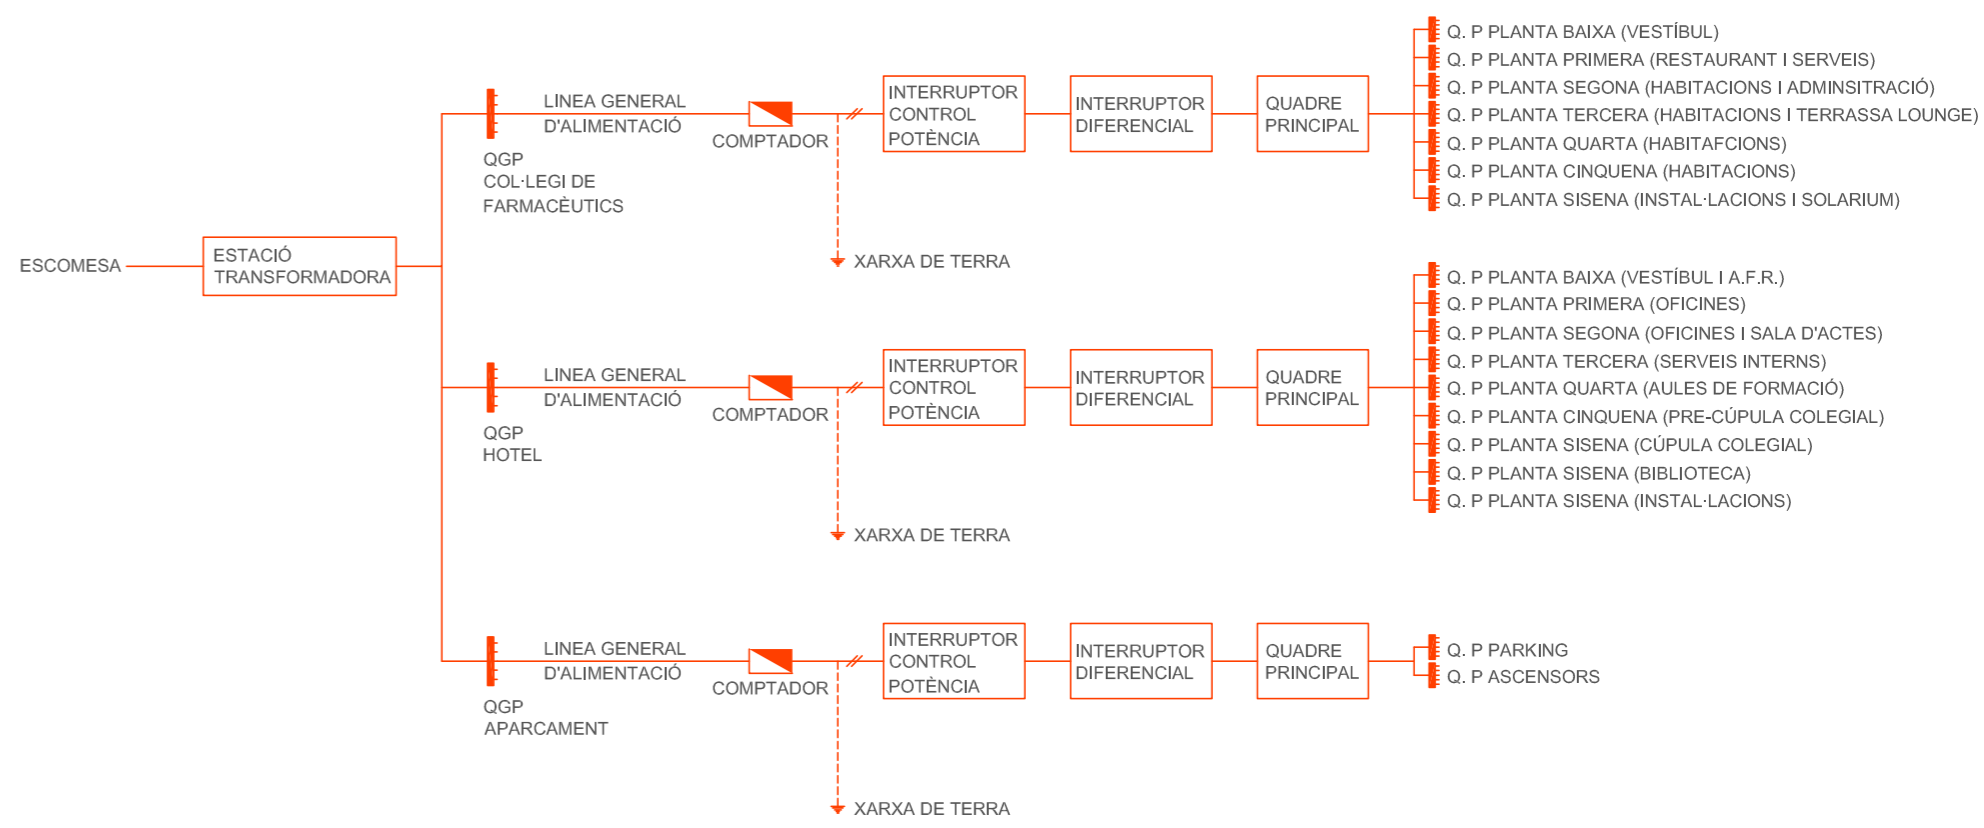 ESCOMESA
ESTACIÓ
TRANSFORMADORA
QGP
COL·LEGI DE
FARMACÈUTICS
LINEA GENERAL
D'ALIMENTACIÓ
COMPTADOR
XARXA DE TERRA
INTERRUPTOR
CONTROL
POTÈNCIA
INTERRUPTOR
DIFERENCIAL
QUADRE
PRINCIPAL
Q. P PLANTA BAIXA (VESTÍBUL)
Q. P PLANTA PRIMERA (RESTAURANT I SERVEIS)
Q. P PLANTA SEGONA (HABITACIONS I ADMINSITRACIÓ)
Q. P PLANTA TERCERA (HABITACIONS I TERRASSA LOUNGE)
Q. P PLANTA QUARTA (HABITAFCIONS)
Q. P PLANTA CINQUENA (HABITACIONS)
Q. P PLANTA SISENA (INSTAL·LACIONS I SOLARIUM)
QGP
HOTEL
LINEA GENERAL
D'ALIMENTACIÓ
COMPTADOR
XARXA DE TERRA
INTERRUPTOR
CONTROL
POTÈNCIA
INTERRUPTOR
DIFERENCIAL
QUADRE
PRINCIPAL
Q. P PLANTA BAIXA (VESTÍBUL I A.F.R.)
Q. P PLANTA PRIMERA (OFICINES)
Q. P PLANTA SEGONA (OFICINES I SALA D'ACTES)
Q. P PLANTA TERCERA (SERVEIS INTERNS)
Q. P PLANTA QUARTA (AULES DE FORMACIÓ)
Q. P PLANTA CINQUENA (PRE-CÚPULA COLEGIAL)
Q. P PLANTA SISENA (CÚPULA COLEGIAL)
Q. P PLANTA SISENA (BIBLIOTECA)
Q. P PLANTA SISENA (INSTAL·LACIONS)
QGP
APARCAMENT
LINEA GENERAL
D'ALIMENTACIÓ
COMPTADOR
XARXA DE TERRA
INTERRUPTOR
CONTROL
POTÈNCIA
INTERRUPTOR
DIFERENCIAL
QUADRE
PRINCIPAL
Q. P PARKING
Q. P ASCENSORS